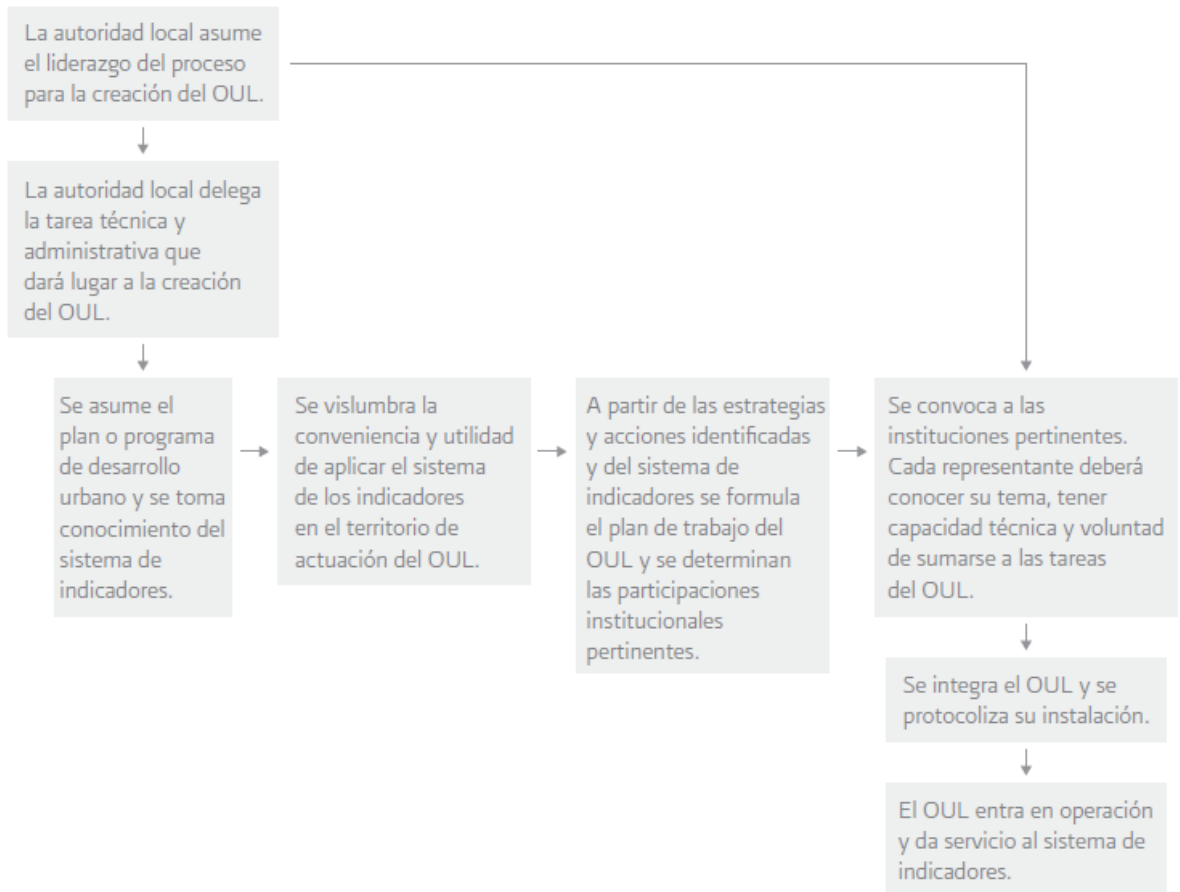 La autoridad local asume
el liderazgo del proceso
para la creación del OUL.
La autoridad local delega
la tarea técnica y
administrativa que
dará lugar a la creación
del OUL.
Se asume el
plan o programa
de desarrollo
urbano y se toma
conocimiento del
sistema de
indicadores.
Se vislumbra la
conveniencia y utilidad
de aplicar el sistema
de los indicadores
en el territorio de
actuación del OUL.
A partir de las estrategias
y acciones identificadas
y del sistema de
indicadores se formula
el plan de trabajo del
OUL y se determinan
las participaciones
institucionales
pertinentes.
Se convoca a las
instituciones pertinentes.
Cada representante deberá
conocer su tema, tener
capacidad técnica y voluntad
de sumarse a las tareas
del OUL.
Se integra el OUL y se
protocoliza su instalación.
El OUL entra en operación
y da servicio al sistema de
indicadores.